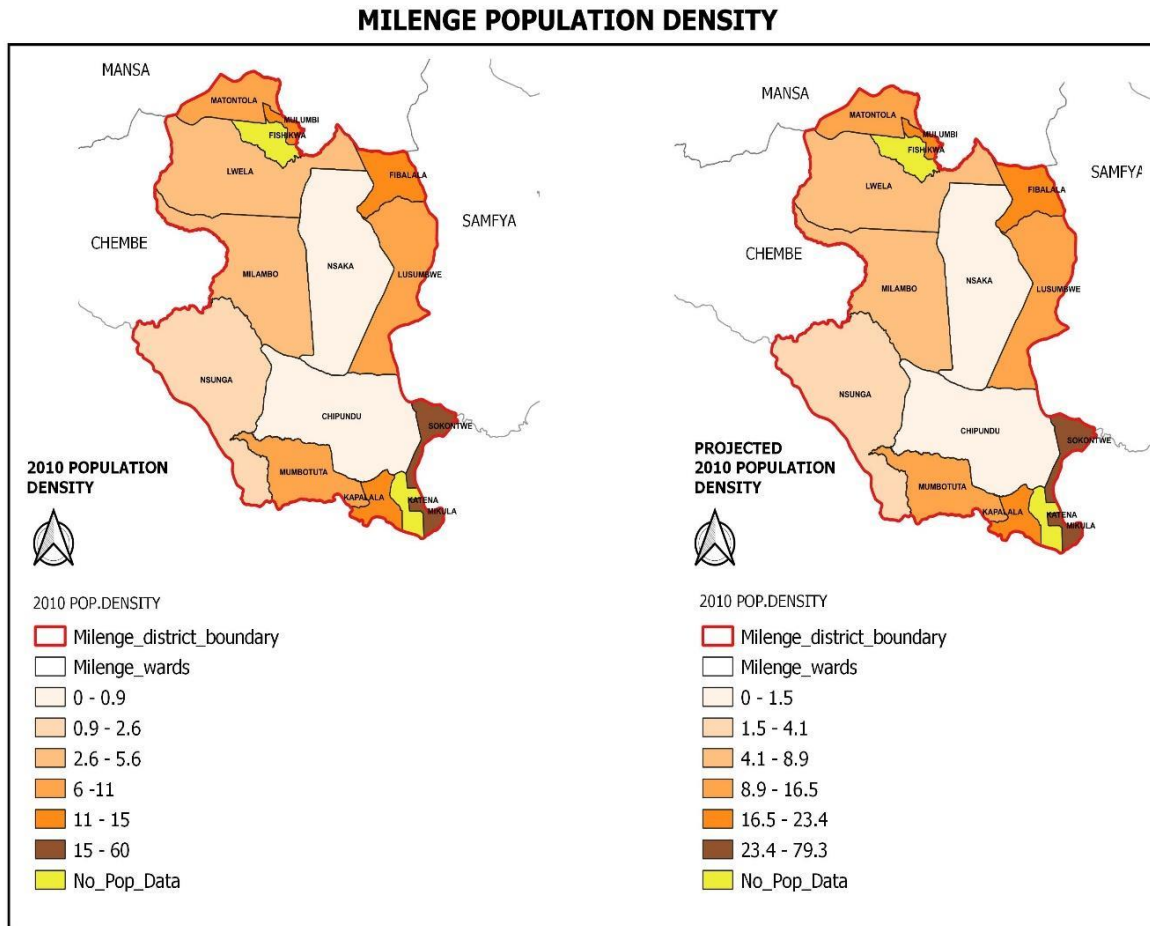 MILENGE POPULATION DENSITY
MANSA
MATONTOLA
MULUMBI
FISHIKWA
LWELA
FIBALALA
SAMFYA
CHEMBE
MILAMBO
NSAKA
LUSUMBWE
NSUNGA
CHIPUNDU
SOKONTWE
MUMBOTUTA
KAPALALA
KATENA
MIKULA
2010 POPULATION
DENSITY
2010 POP.DENSITY
Milenge_district_boundary
Milenge_wards
0 - 0.9
0.9 - 2.6
2.6 - 5.6
6 -11
11 - 15
15 - 60
No_Pop_Data
MANSA
MATONTOLA
MULUMBI
FISHIKWA
SAMFYA
LWELA
FIBALALA
CHEMBE
MILAMBO
NSAKA
LUSUMBWE
NSUNGA
CHIPUNDU
SOKONTWE
MUMBOTUTA
KAPALALA
KATENA
MIKULA
PROJECTED
2010 POPULATION
DENSITY
2010 POP.DENSITY
Milenge_district_boundary
Milenge_wards
0 - 1.5
1.5 - 4.1
4.1 - 8.9
8.9 - 16.5
16.5 - 23.4
23.4 - 79.3
No_Pop_Data